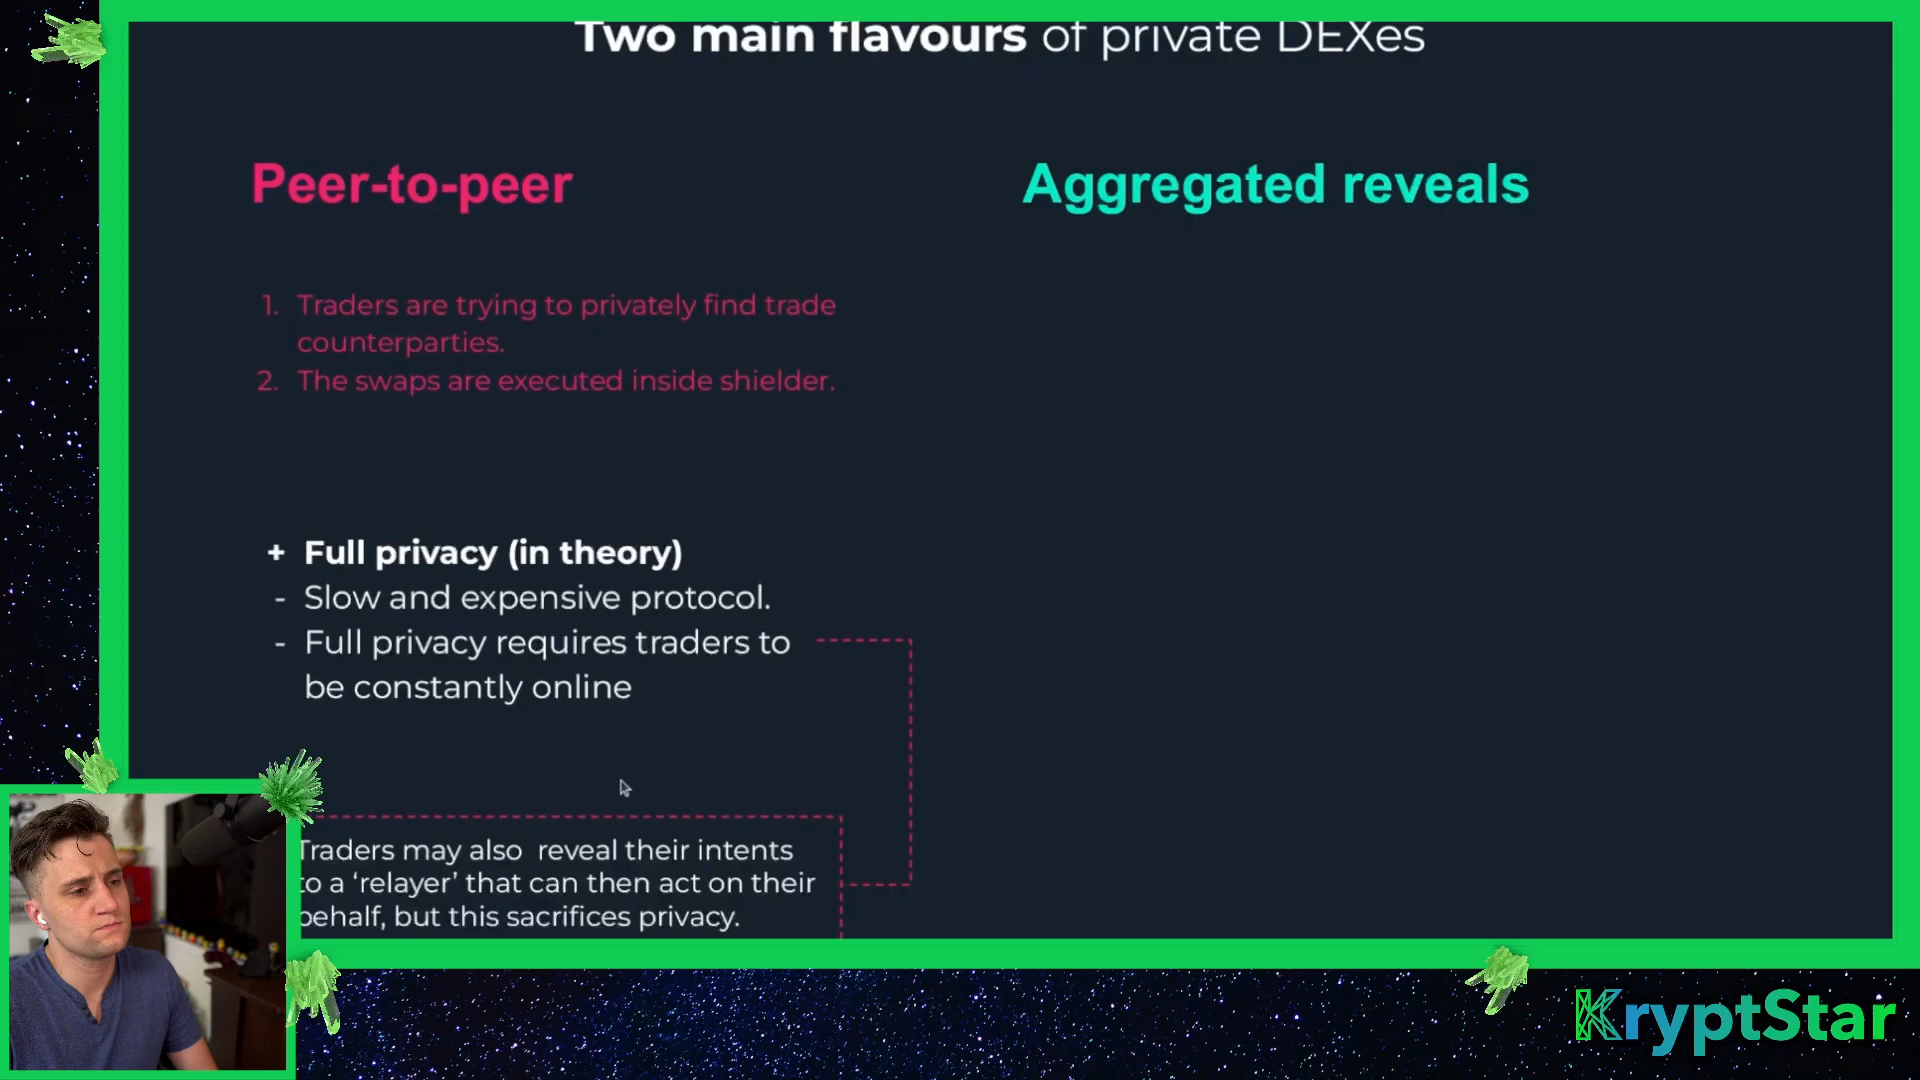 Two main flavours of private DEXes
Peer-to-peer
Aggregated reveals
1. Traders are trying to privately find trade
counterparties.
2. The swaps are executed inside shielder.
+ Full privacy (in theory)
- Slow and expensive protocol.
- Full privacy requires traders to
be constantly online
Traders may also reveal their intents
to a ‘relayer’ that can then act on their
behalf, but this sacrifices privacy.
KryptStar